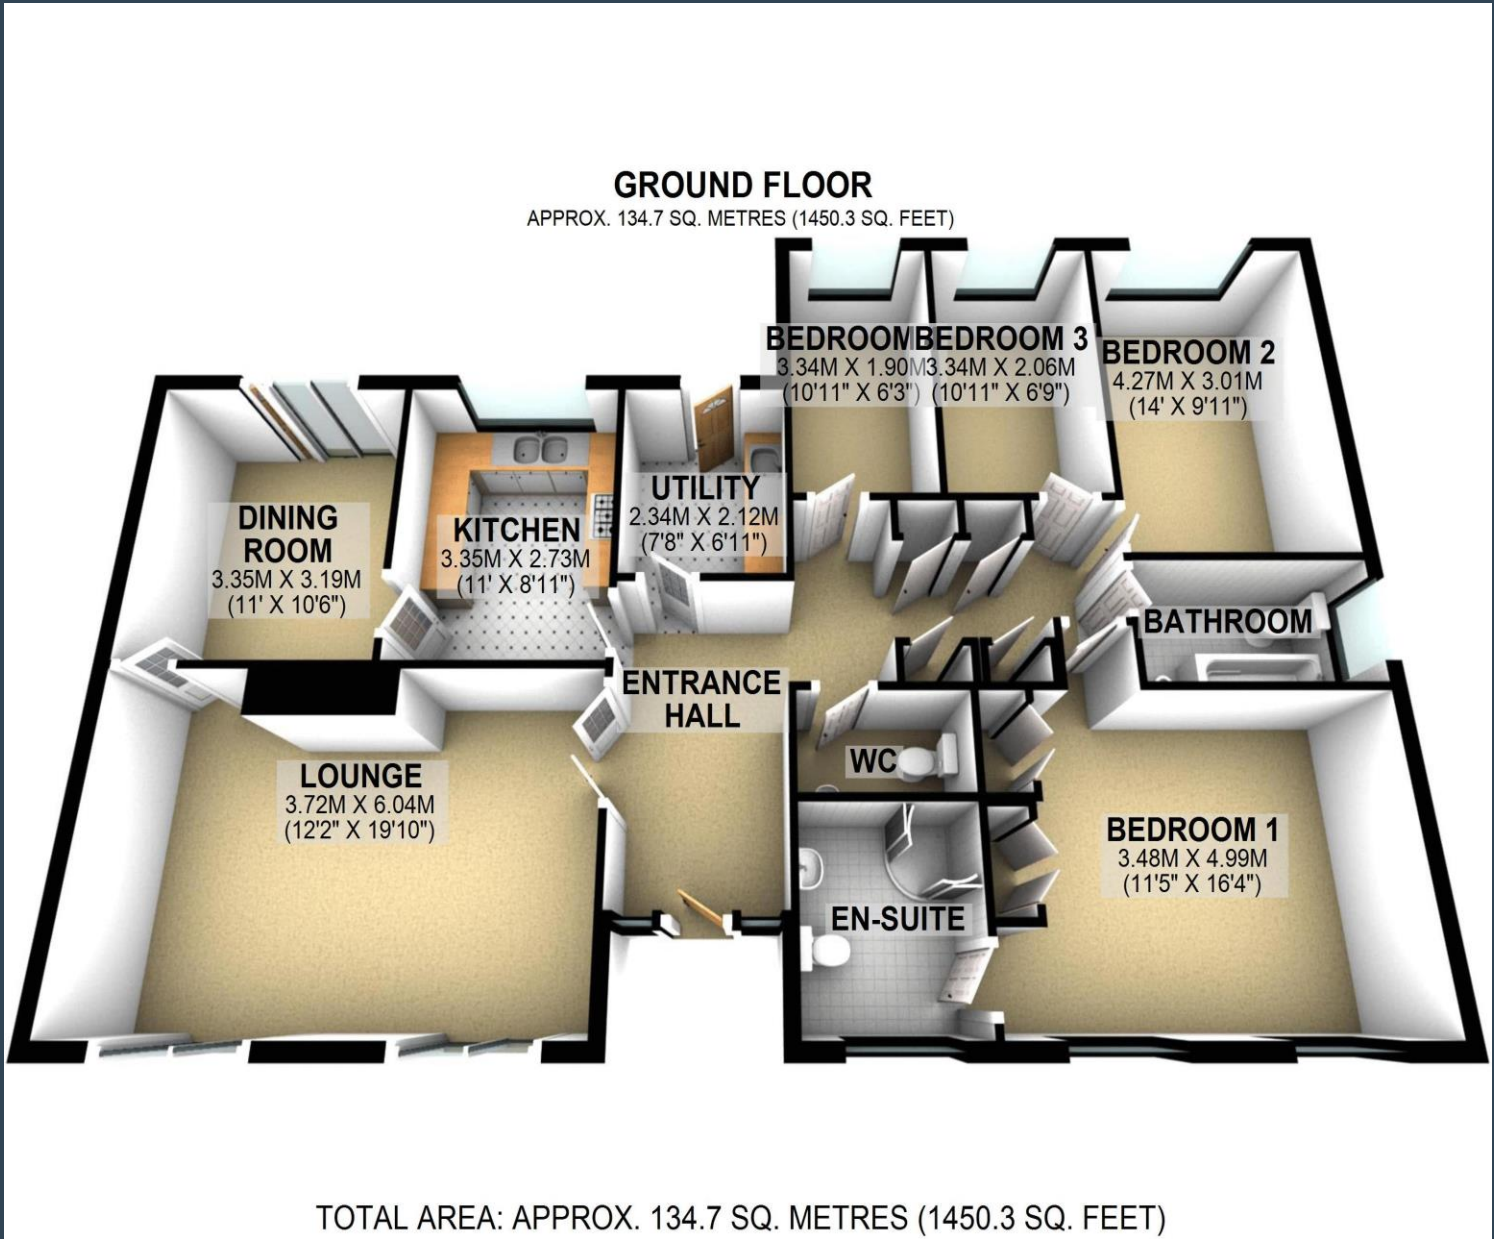 GROUND FLOOR
APPROX. 134.7 SQ. METRES (1450.3 SQ. FEET)
BEDROOM
3.34M X 1.90M
(10'11" X 6'3")
BEDROOM 3
3.34M X 2.06M
(10'11" X 6'9")
BEDROOM 2
4.27M X 3.01M
(14' X 9'11")
DINING
ROOM
3.35M X 3.19M
(11' X 10'6")
KITCHEN
3.35M X 2.73M
(11' X 8'11")
UTILITY
2.34M X 2.12M
(7'8" X 6'11")
BATHROOM
ENTRANCE
HALL
LOUNGE
3.72M X 6.04M
(12'2" X 19'10")
WC
BEDROOM 1
3.48M X 4.99M
(11'5" X 16'4")
EN-SUITE
TOTAL AREA: APPROX. 134.7 SQ. METRES (1450.3 SQ. FEET)